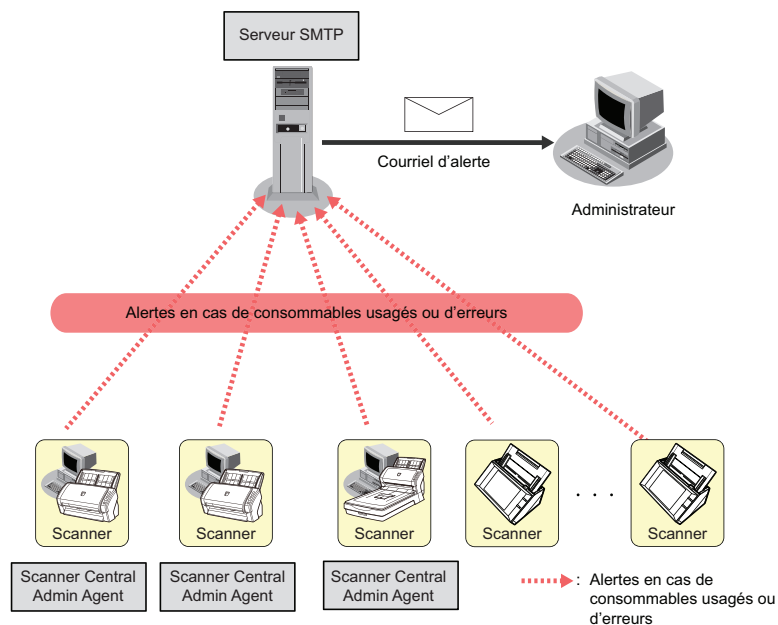 Serveur SMTP
Courriel d'alerte
Administrateur
Alertes en cas de consommables usagés ou d'erreurs
Scanner
Scanner
Scanner
Scanner
. . .
Scanner
Scanner Central
Admin Agent
Scanner Central
Admin Agent
Scanner Central
Admin Agent
: Alertes en cas de
consommables usagés ou
d'erreurs